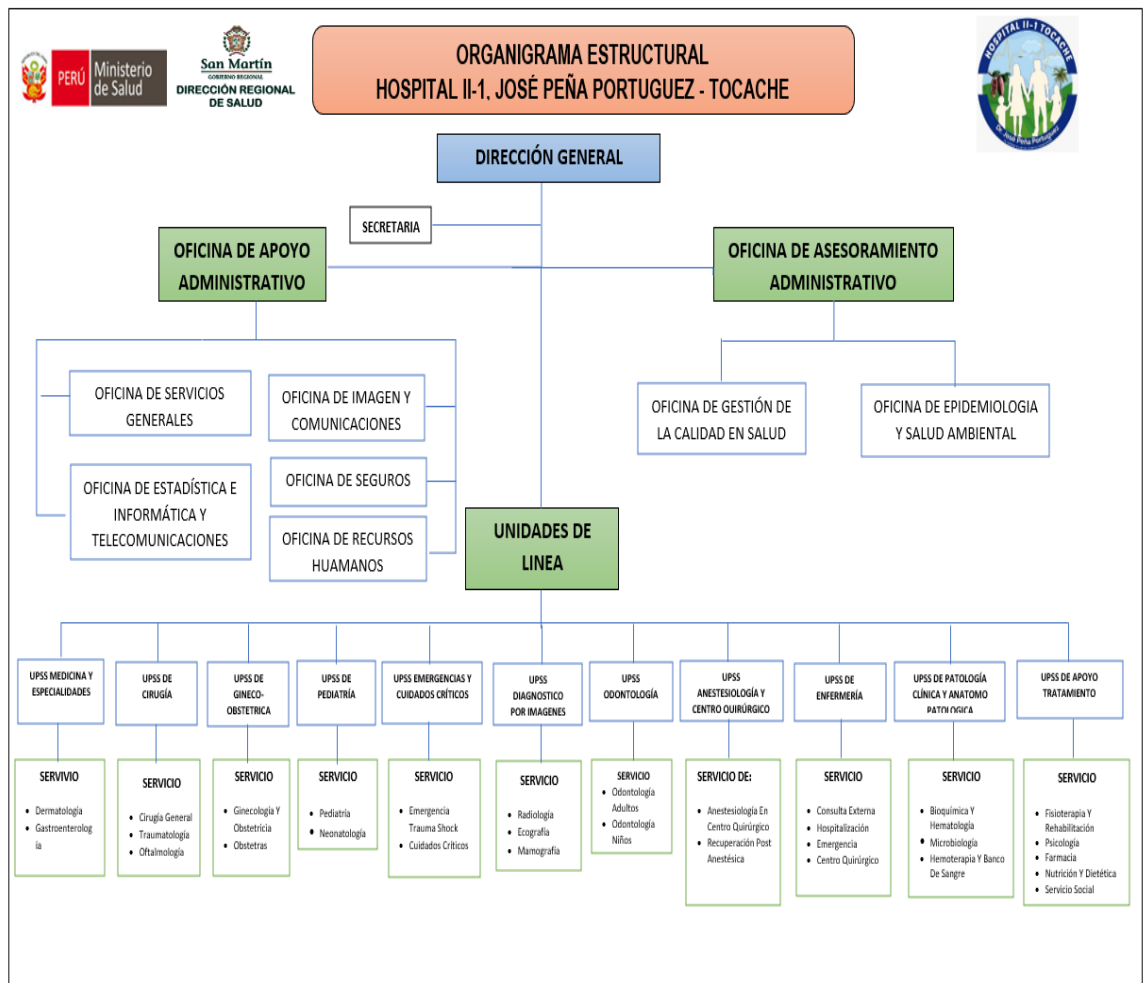 PERÚ
Ministerio
de Salud
San Martín
GOBIERNO REGIONAL
DIRECCIÓN REGIONAL
DE SALUD
ORGANIGRAMA ESTRUCTURAL
HOSPITAL II-1, JOSÉ PEÑA PORTUGUEZ - TOCACHE
HOSPITAL II-1 TOCACHE
Dr. José Peña Portuguez
DIRECCIÓN GENERAL
SECRETARIA
OFICINA DE APOYO
ADMINISTRATIVO
OFICINA DE ASESORAMIENTO
ADMINISTRATIVO
OFICINA DE SERVICIOS
GENERALES
OFICINA DE IMAGEN Y
COMUNICACIONES
OFICINA DE ESTADÍSTICA E
INFORMÁTICA Y
TELECOMUNICACIONES
OFICINA DE SEGUROS
OFICINA DE RECURSOS
HUAMANOS
OFICINA DE GESTIÓN DE
LA CALIDAD EN SALUD
OFICINA DE EPIDEMIOLOGIA
Y SALUD AMBIENTAL
UNIDADES DE
LINEA
UPSS MEDICINA Y
ESPECIALIDADES
UPSS DE
CIRUGÍA
UPSS DE
GINECO-
OBSTETRICA
UPSS DE
PEDIATRÍA
UPSS EMERGENCIAS Y
CUIDADOS CRÍTICOS
UPSS
DIAGNOSTICO
POR IMAGENES
UPSS
ODONTOLOGÍA
UPSS
ANESTESIOLOGÍA Y
CENTRO QUIRÚRGICO
UPSS DE
ENFERMERÍA
UPSS DE PATOLOGÍA
CLÍNICA Y ANATOMO
PATOLOGICA
UPSS DE APOYO
TRATAMIENTO
SERVIVIO
• Dermatología
• Gastroenterolog
ía
SERVICIO
• Cirugía General
• Traumatología
• Oftalmología
SERVICIO
• Ginecología Y
Obstetricia
• Obstetras
SERVICIO
• Pediatría
• Neonatología
SERVICIO
• Emergencia
Trauma Shock
• Cuidados Críticos
SERVICIO
• Radiología
• Ecografía
• Mamografía
SERVICIO
• Odontología
Adultos
• Odontología
Niños
SERVICIO DE:
• Anestesiología En
Centro Quirúrgico
• Recuperación Post
Anestésica
SERVICIO
• Consulta Externa
• Hospitalización
• Emergencia
• Centro Quirúrgico
SERVICIO
• Bioquímica Y
Hematología
• Microbiología
• Hemoterapia Y Banco
De Sangre
SERVICIO
• Fisioterapia Y
Rehabilitación
• Psicología
• Farmacia
• Nutrición Y Dietética
• Servicio Social